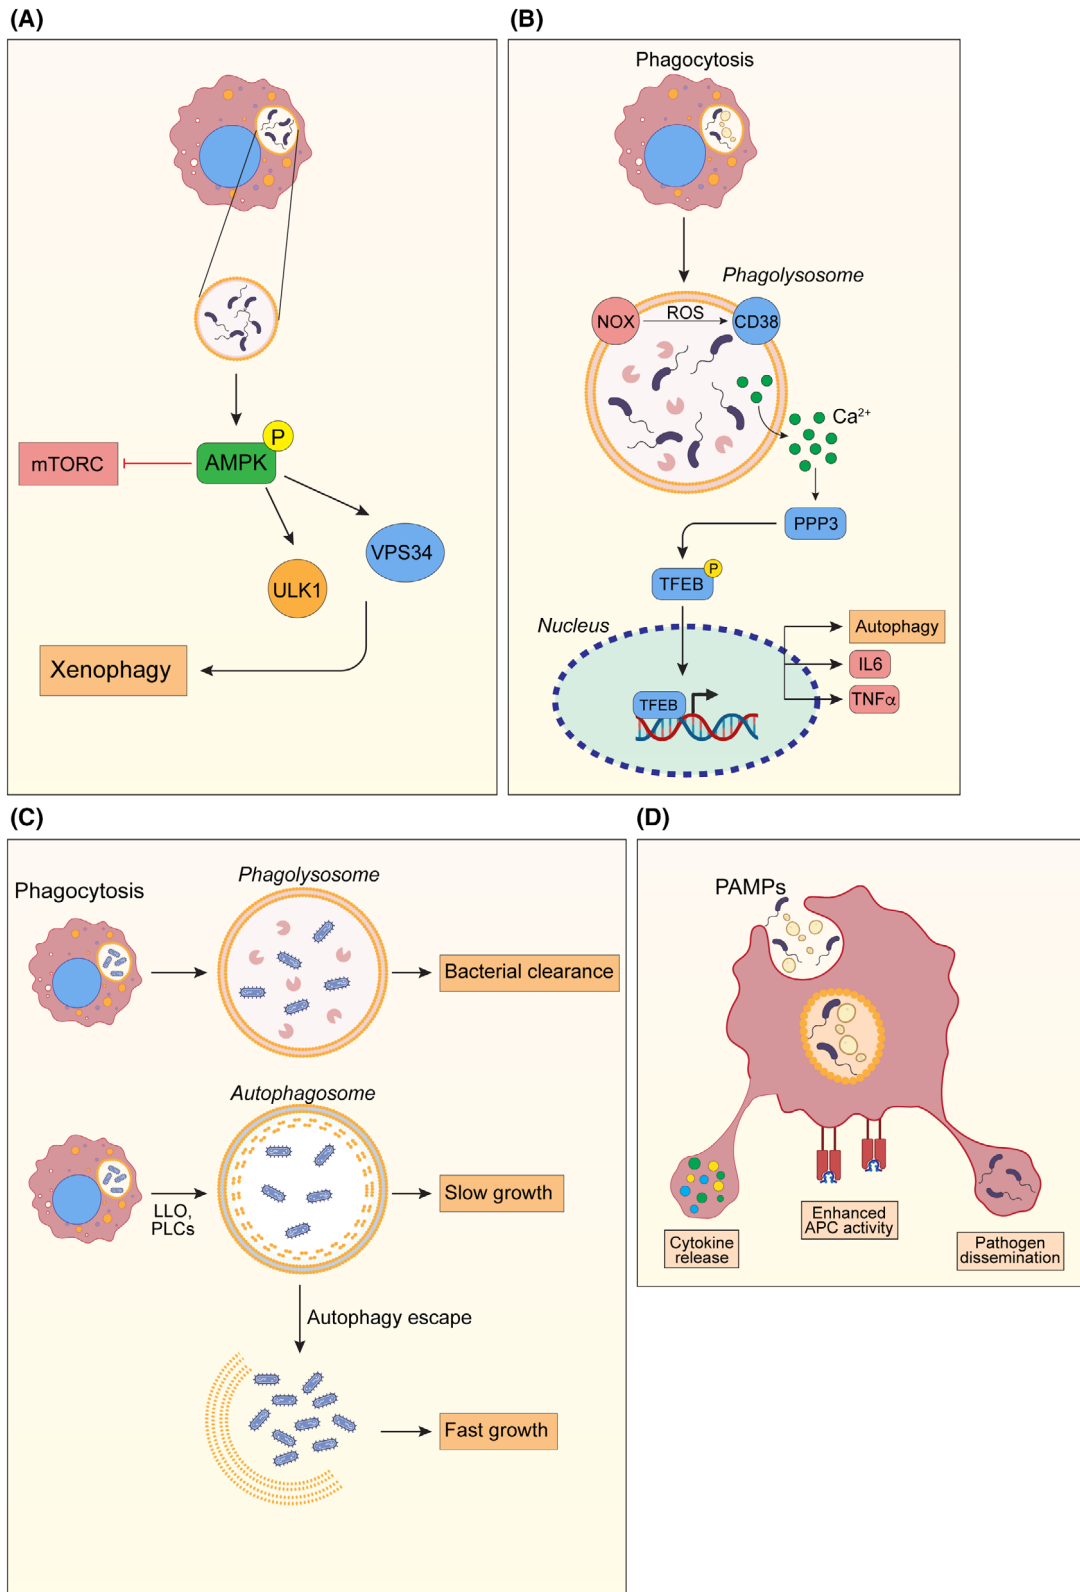 (A)
P
mTORC
AMPK
VPS34
ULK1
Xenophagy
(B)
Phagocytosis
Phagolysosome
NOX
ROS
CD38
Ca²⁺
PPP3
TFEB
P
Nucleus
Autophagy
IL6
TNFα
TFEB
(C)
Phagocytosis
Phagolysosome
Bacterial clearance
Autophagosome
LLO,
PLCs
Slow growth
Autophagy escape
Fast growth
(D)
PAMPs
Cytokine
release
Enhanced
APC activity
Pathogen
dissemination